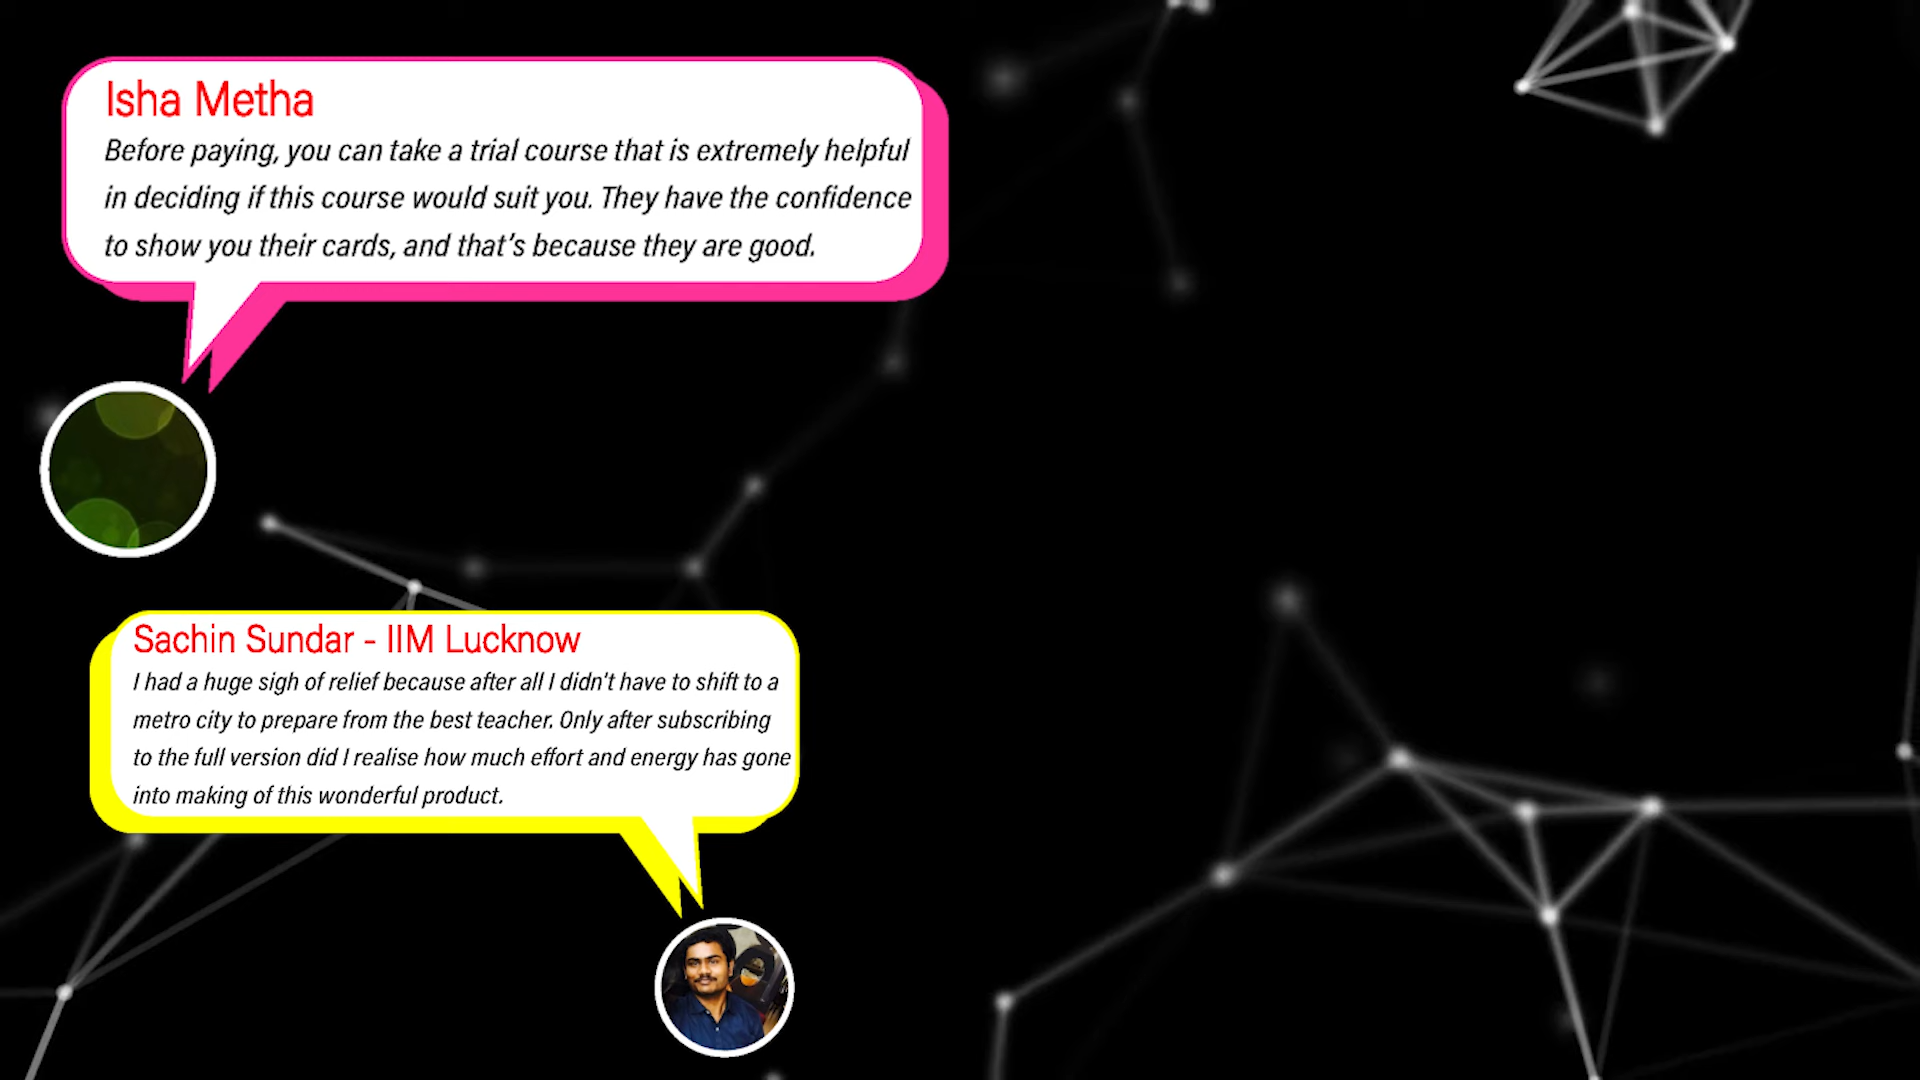 Isha Metha
Before paying, you can take a trial course that is extremely helpful
in deciding if this course would suit you. They have the confidence
to show you their cards, and that's because they are good.
Sachin Sundar - IIM Lucknow
I had a huge sigh of relief because after all I didn't have to shift to a
metro city to prepare from the best teacher. Only after subscribing
to the full version did I realise how much effort and energy has gone
into making of this wonderful product.